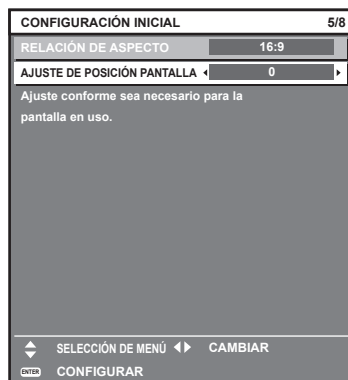 CONFIGURACIÓN INICIAL 5/8
RELACIÓN DE ASPECTO 16:9
AJUSTE DE POSICIÓN PANTALLA 0
Ajuste conforme sea necesario para la
pantalla en uso.
SELECCIÓN DE MENÚ CAMBIAR
ENTER CONFIGURAR